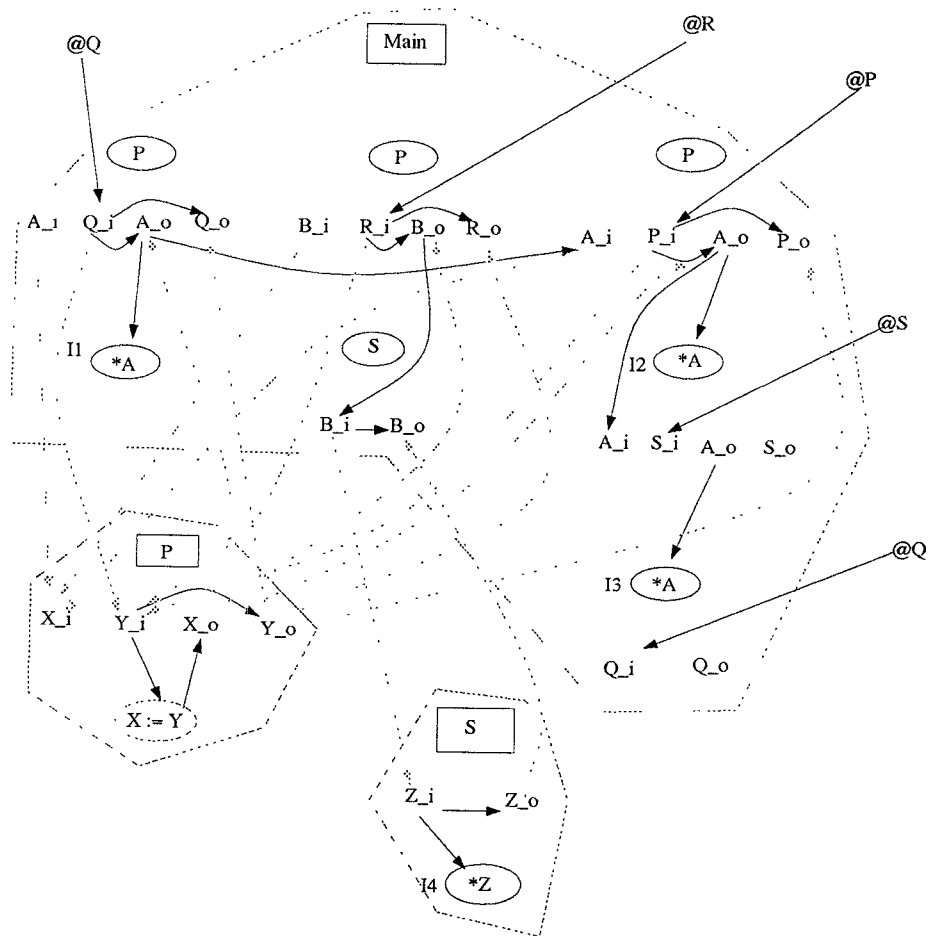 @Q
Main
@R
@P
P
P
P
A_i Q_i A_o Q_o
B_i R_i B_o R_o
A_i P_i A_o P_o
@S
I1 *A
S
I2 *A
B_i B_o
A_i S_i A_o S_o
P
@Q
I3 *A
X_i Y_i X_o Y_o
Q_i Q_o
X := Y
S
Z_i Z_o
I4 *Z